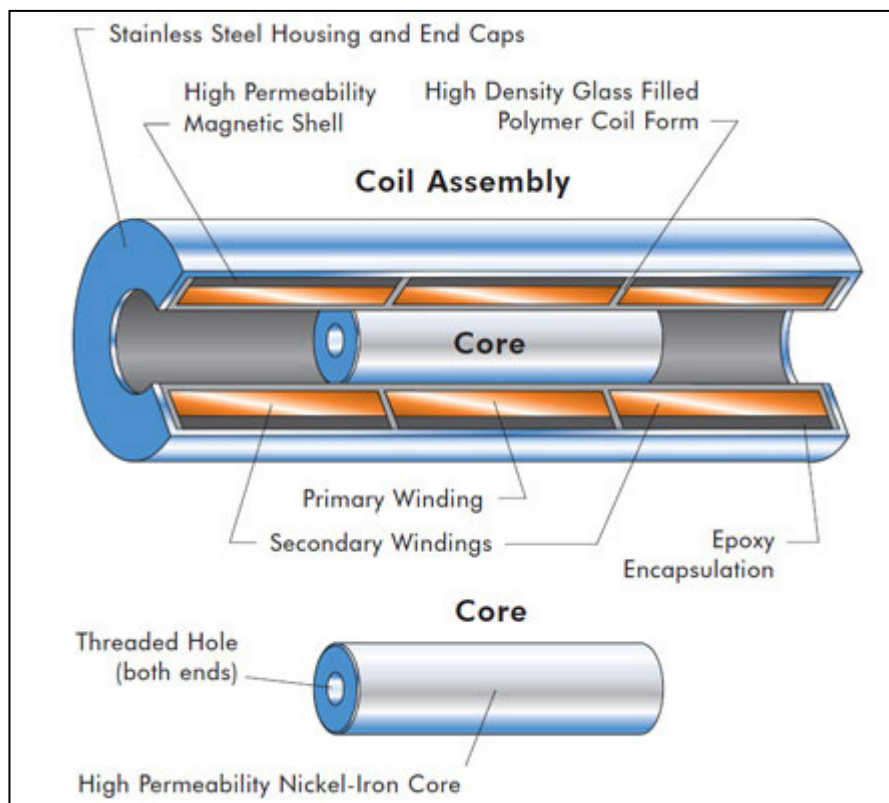 Stainless Steel Housing and End Caps
High Permeability
Magnetic Shell
High Density Glass Filled
Polymer Coil Form
Coil Assembly
Core
Primary Winding
Secondary Windings
Epoxy
Encapsulation
Core
Threaded Hole
(both ends)
High Permeability Nickel-Iron Core